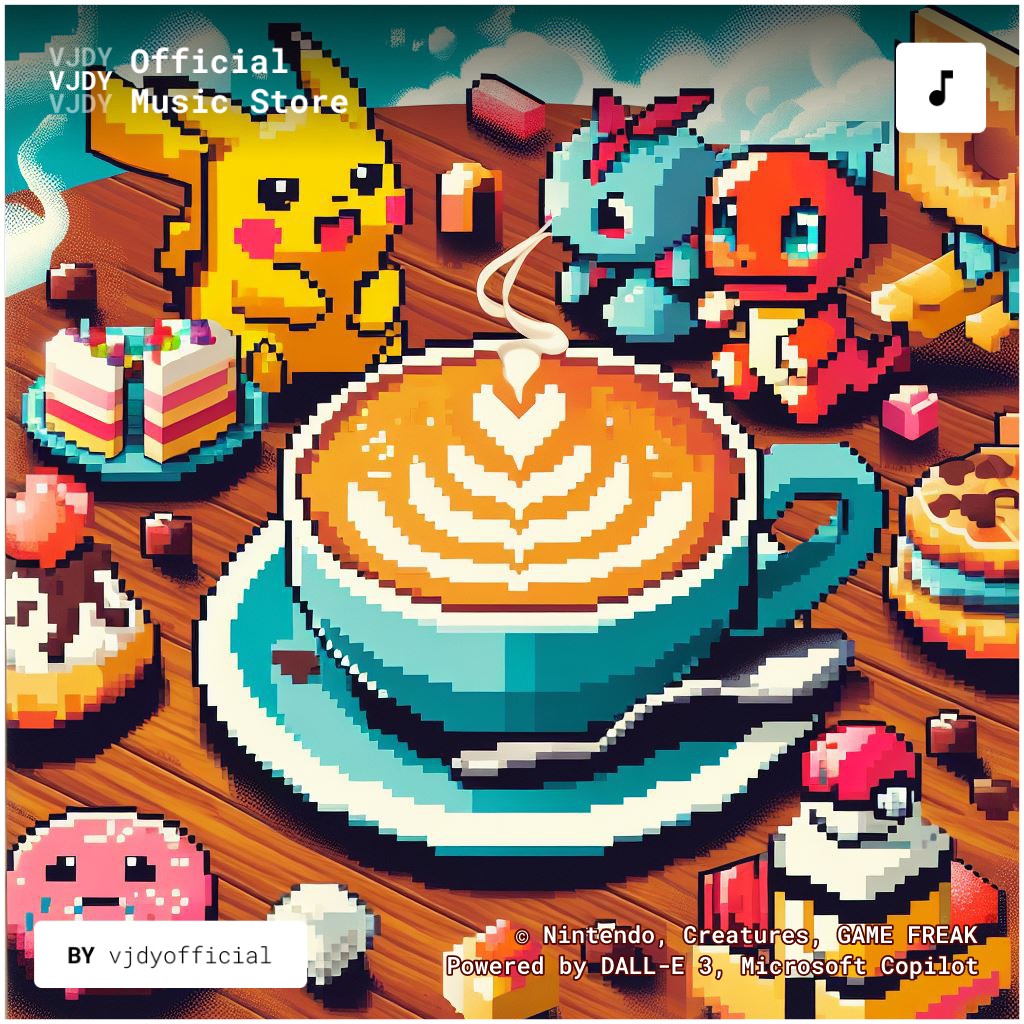 VJDY
VJDY Official
VJDY Music Store
BY vjdyofficial
© Nintendo, Creatures, GAME FREAK
Powered by DALL-E 3, Microsoft Copilot